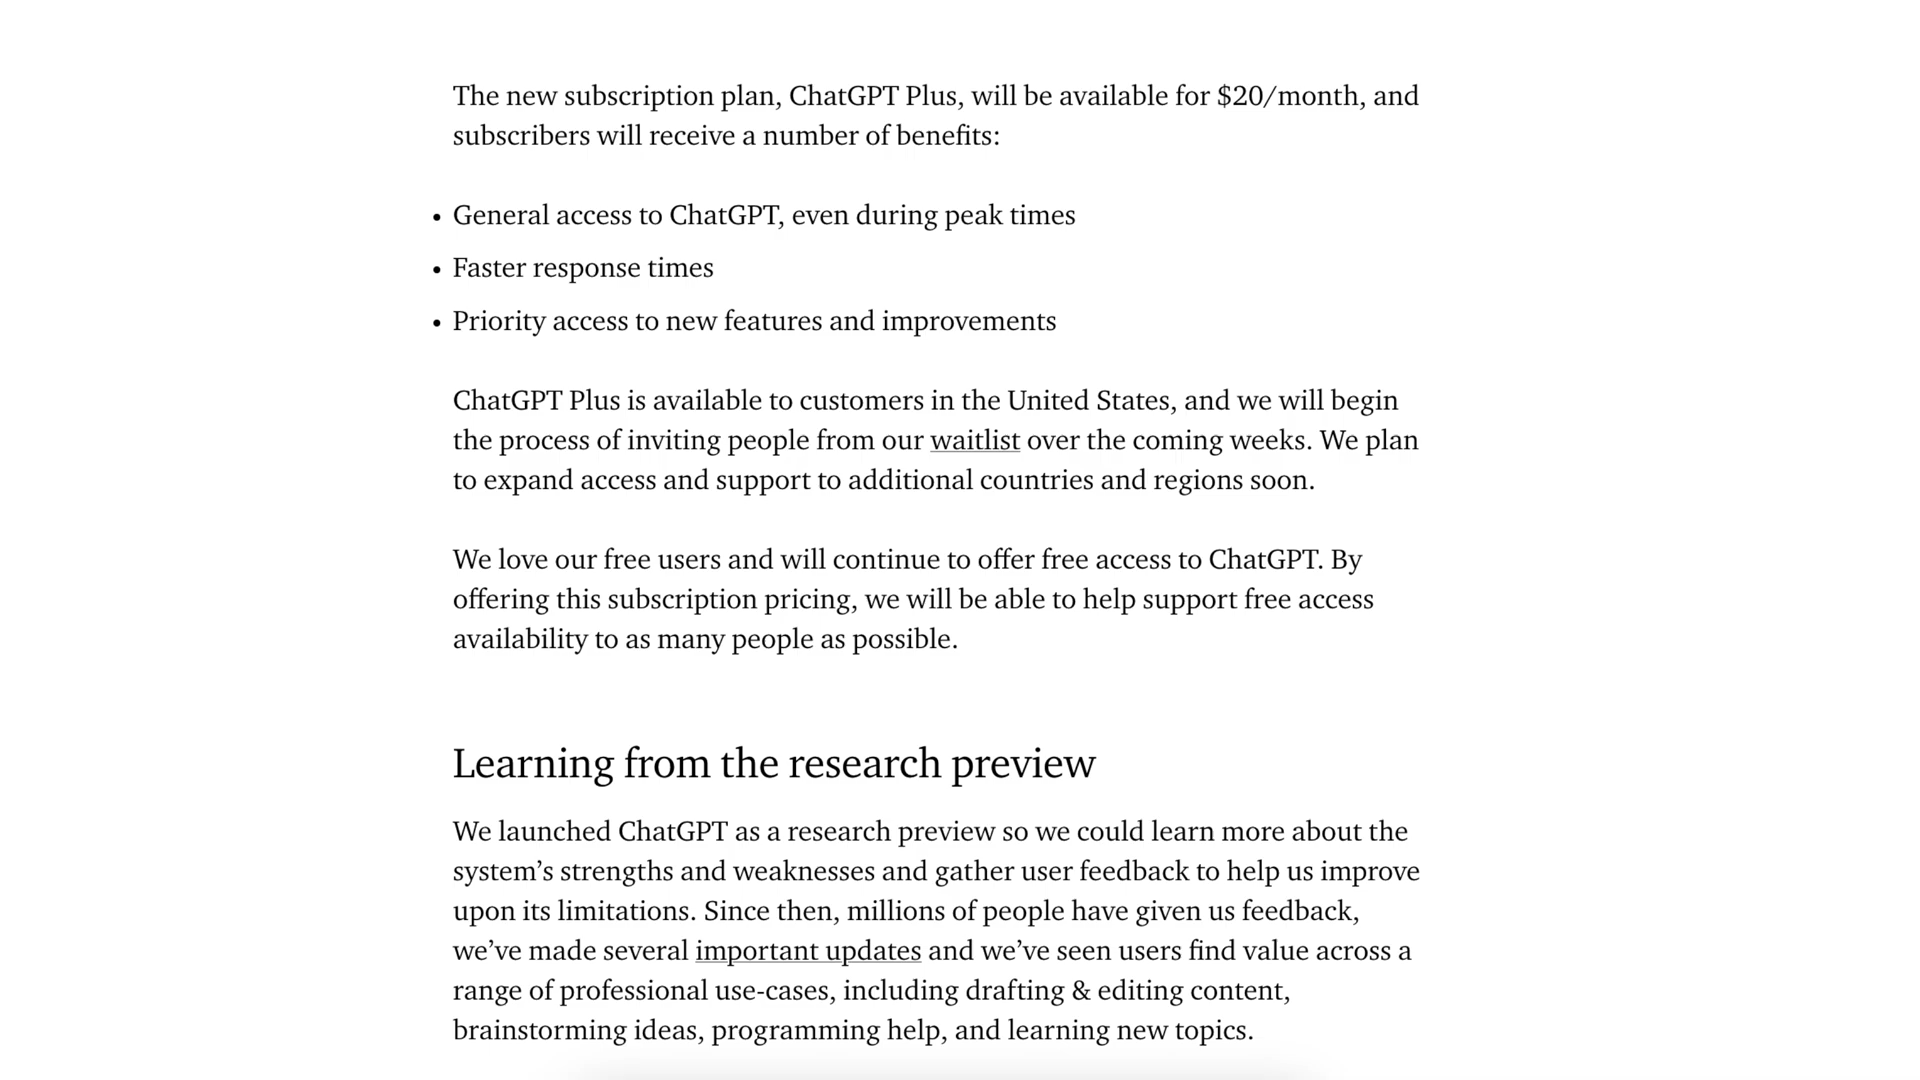 The new subscription plan, ChatGPT Plus, will be available for $20/month, and
subscribers will receive a number of benefits:
• General access to ChatGPT, even during peak times
• Faster response times
• Priority access to new features and improvements
ChatGPT Plus is available to customers in the United States, and we will begin
the process of inviting people from our waitlist over the coming weeks. We plan
to expand access and support to additional countries and regions soon.
We love our free users and will continue to offer free access to ChatGPT. By
offering this subscription pricing, we will be able to help support free access
availability to as many people as possible.
Learning from the research preview
We launched ChatGPT as a research preview so we could learn more about the
system’s strengths and weaknesses and gather user feedback to help us improve
upon its limitations. Since then, millions of people have given us feedback,
we’ve made several important updates and we’ve seen users find value across a
range of professional use-cases, including drafting & editing content,
brainstorming ideas, programming help, and learning new topics.